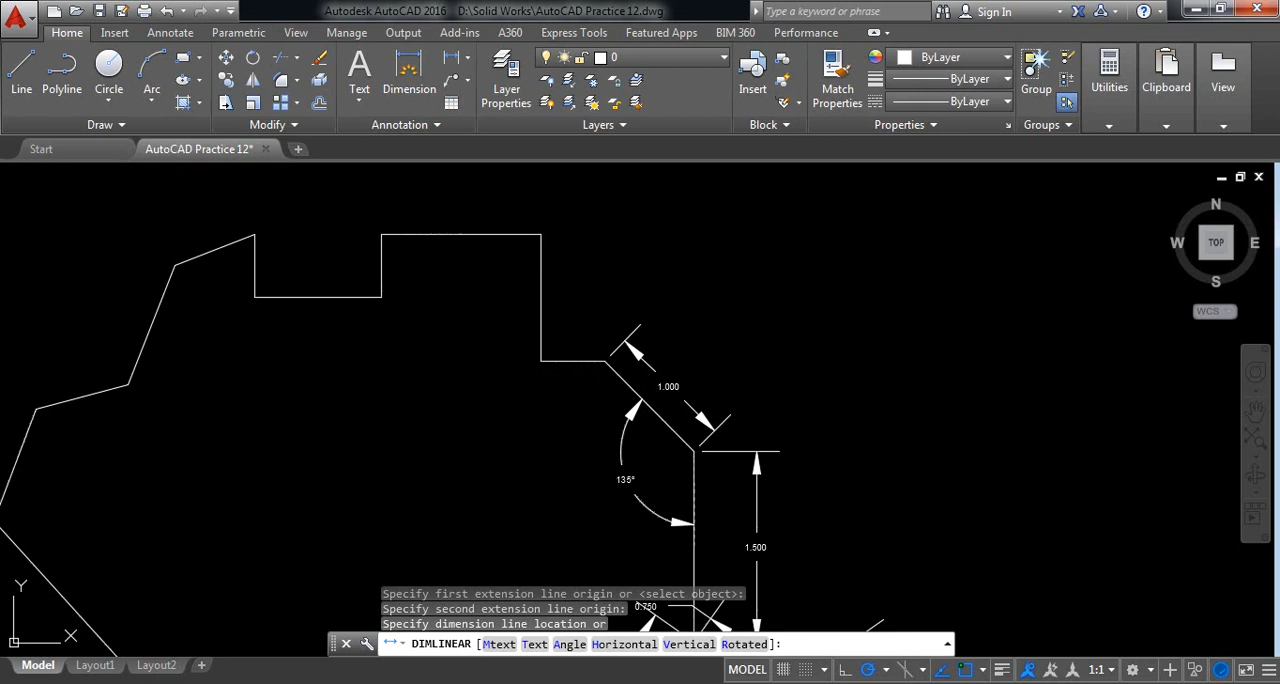 Autodesk AutoCAD 2016 D:\Solid Works\AutoCAD Practice 12.dwg
Type a keyword or phrase
Sign In
Home Insert Annotate Parametric View Manage Output Add-ins A360 Express Tools Featured Apps BIM 360 Performance
Line Polyline Circle Arc
Text Dimension
Layer Properties
0
Insert
Match Properties
ByLayer
ByLayer
ByLayer
Group
Utilities
Clipboard
View
Draw Modify Annotation Layers Block Properties Groups
Start AutoCAD Practice 12*
N
W TOP E
S
WCS
1.000
135°
1.500
0.750
Y
X
Specify first extension line origin or <select object>:
Specify second extension line origin:
Specify dimension line location or
DIMLINEAR [Mtext Text Angle Horizontal Vertical Rotated]:
Model Layout1 Layout2 +
MODEL 1:1